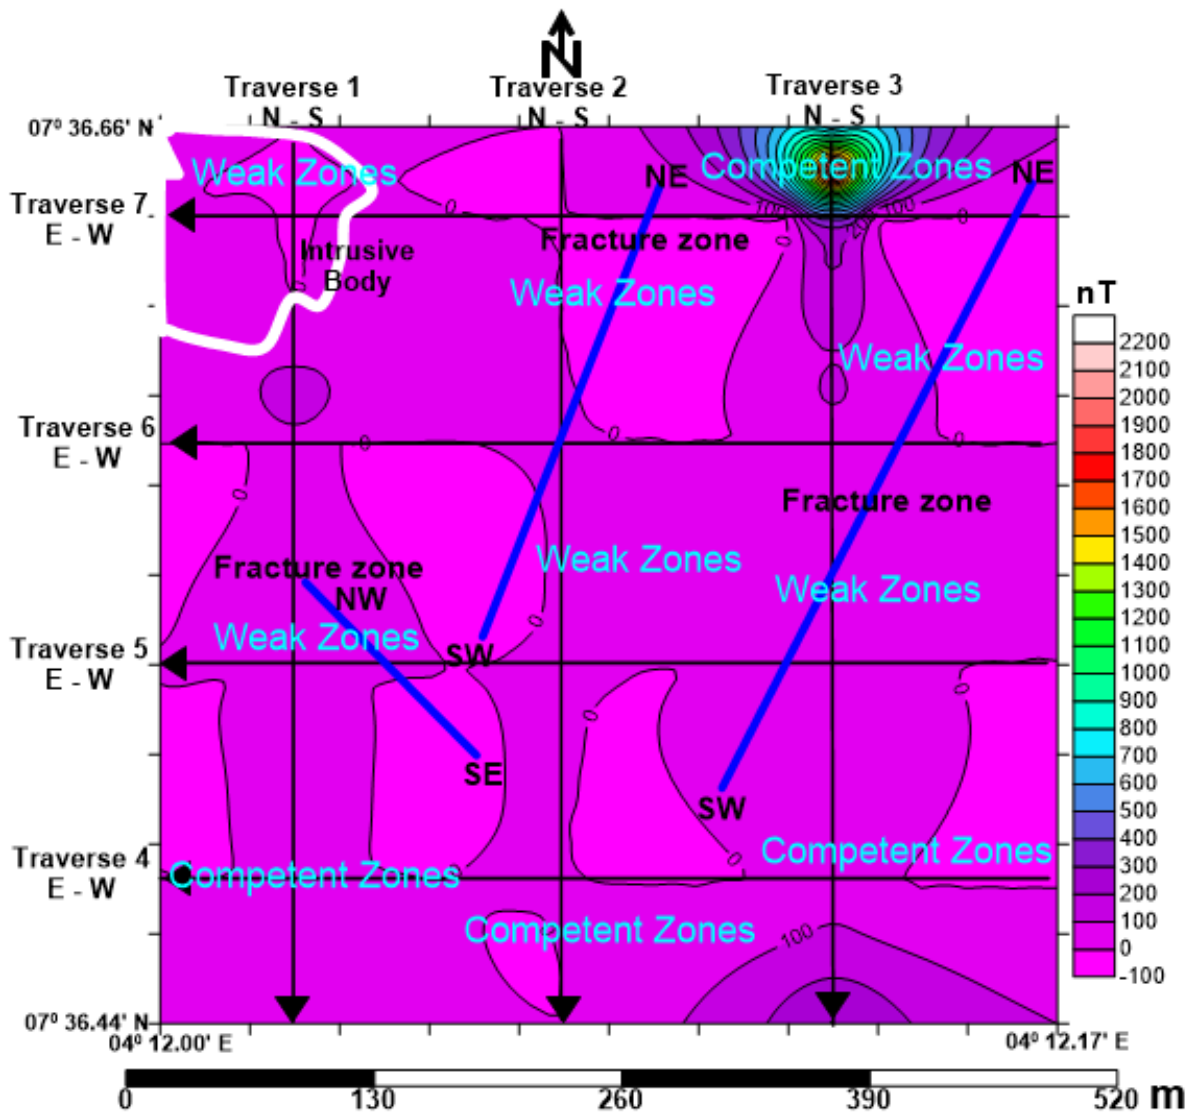 N
Traverse 1
N - S
Traverse 2
N - S
Traverse 3
N - S
07º 36.66' N
Weak Zones
Competent Zones
NE
NE
Traverse 7
E - W
0
100
200
100
0
0
Fracture zone
Intrusive
Body
0
Weak Zones
Weak Zones
nT
2200
2100
2000
1900
1800
1700
1600
1500
1400
1300
1200
1100
1000
900
800
700
600
500
400
300
200
100
0
-100
Traverse 6
E - W
0
0
0
0
Fracture zone
Weak Zones
Fracture zone
NW
Weak Zones
Weak Zones
0
Traverse 5
E - W
SW
0
0
SE
SW
Traverse 4
E - W
Competent Zones
0
Competent Zones
Competent Zones
100
07º 36.44' N
04º 12.00' E
04º 12.17' E
0
130
260
390
520 m